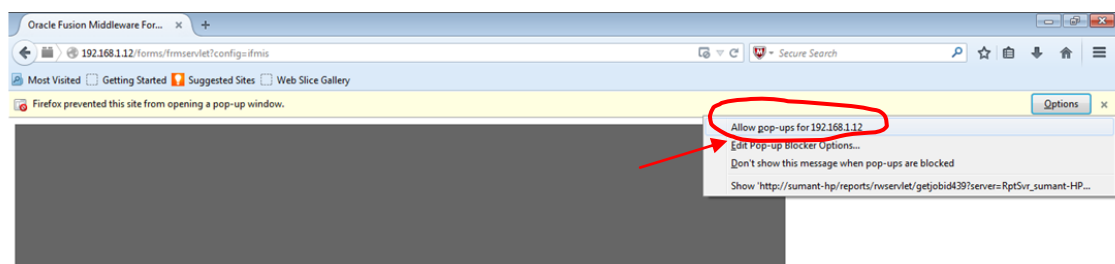 Oracle Fusion Middleware For...
192.168.1.12/forms/frmservlet?config=ifmis
Secure Search
Most Visited Getting Started Suggested Sites Web Slice Gallery
Firefox prevented this site from opening a pop-up window.
Options
Allow pop-ups for 192.168.1.12
Edit Pop-up Blocker Options...
Don't show this message when pop-ups are blocked
Show 'http://sumant-hp/reports/rwservlet/getjobid439?server=RptSvr_sumant-HP...